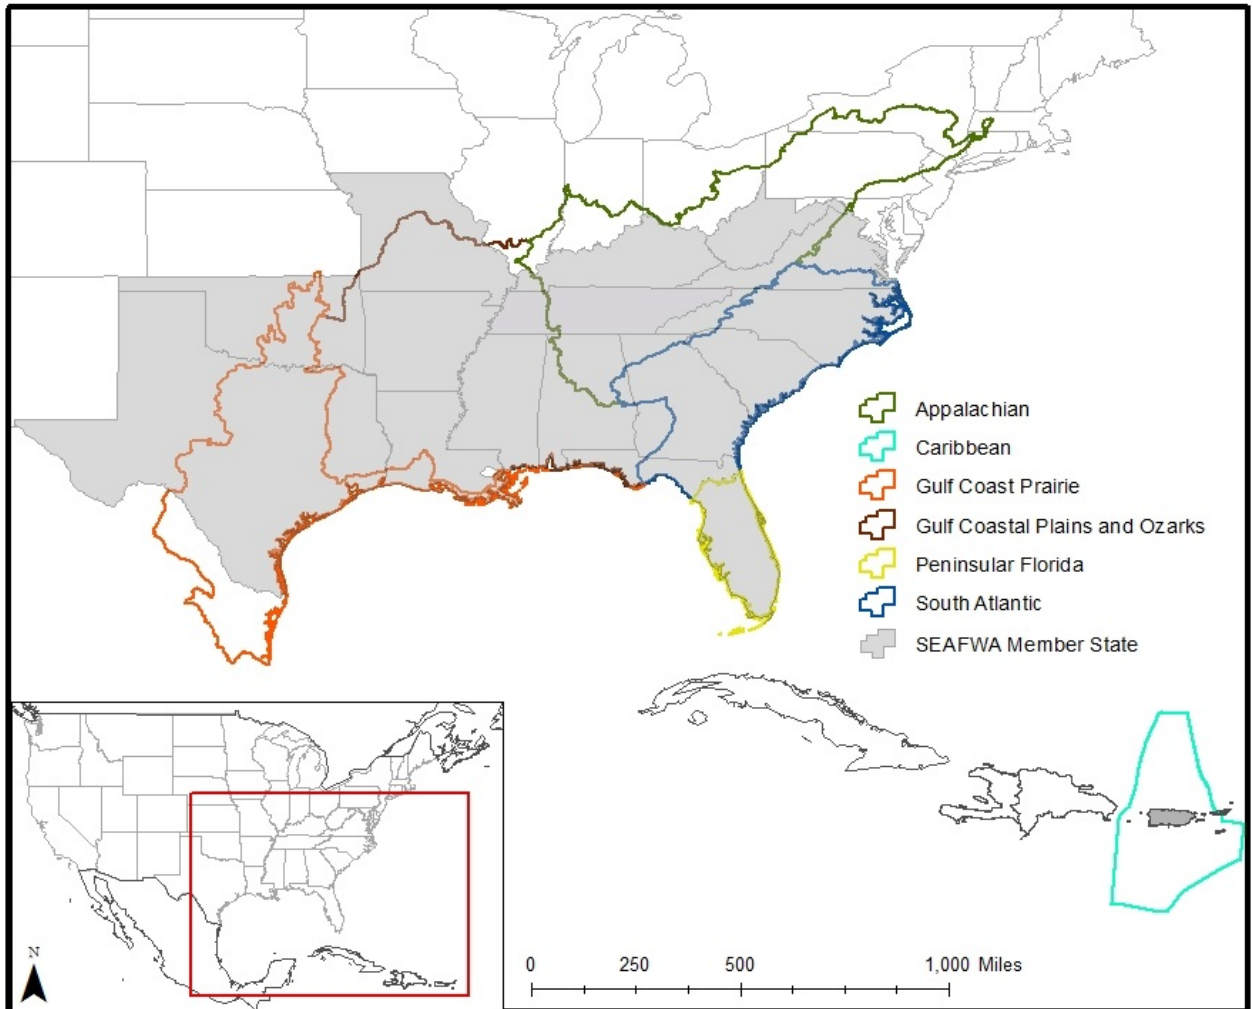 Appalachian
Caribbean
Gulf Coast Prairie
Gulf Coastal Plains and Ozarks
Peninsular Florida
South Atlantic
SEAFWA Member State
N
0 250 500 1,000 Miles